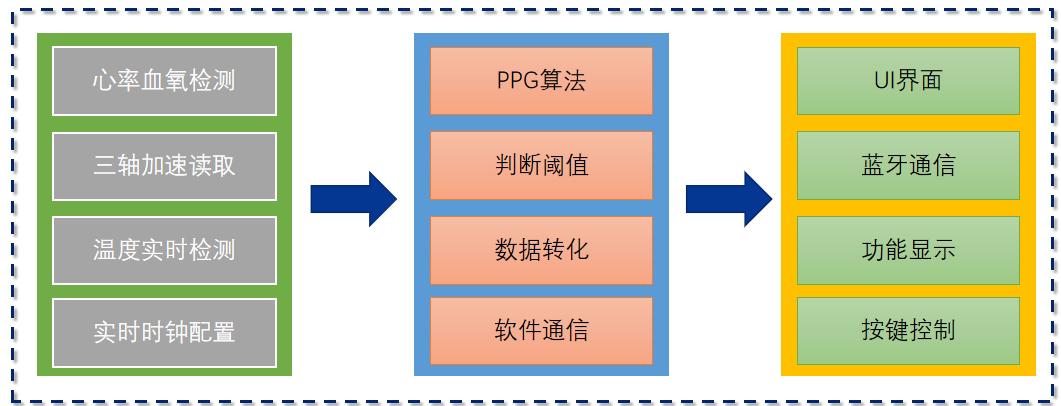 心率血氧检测
三轴加速读取
温度实时检测
实时时钟配置
PPG算法
判断阈值
数据转化
软件通信
UI界面
蓝牙通信
功能显示
按键控制